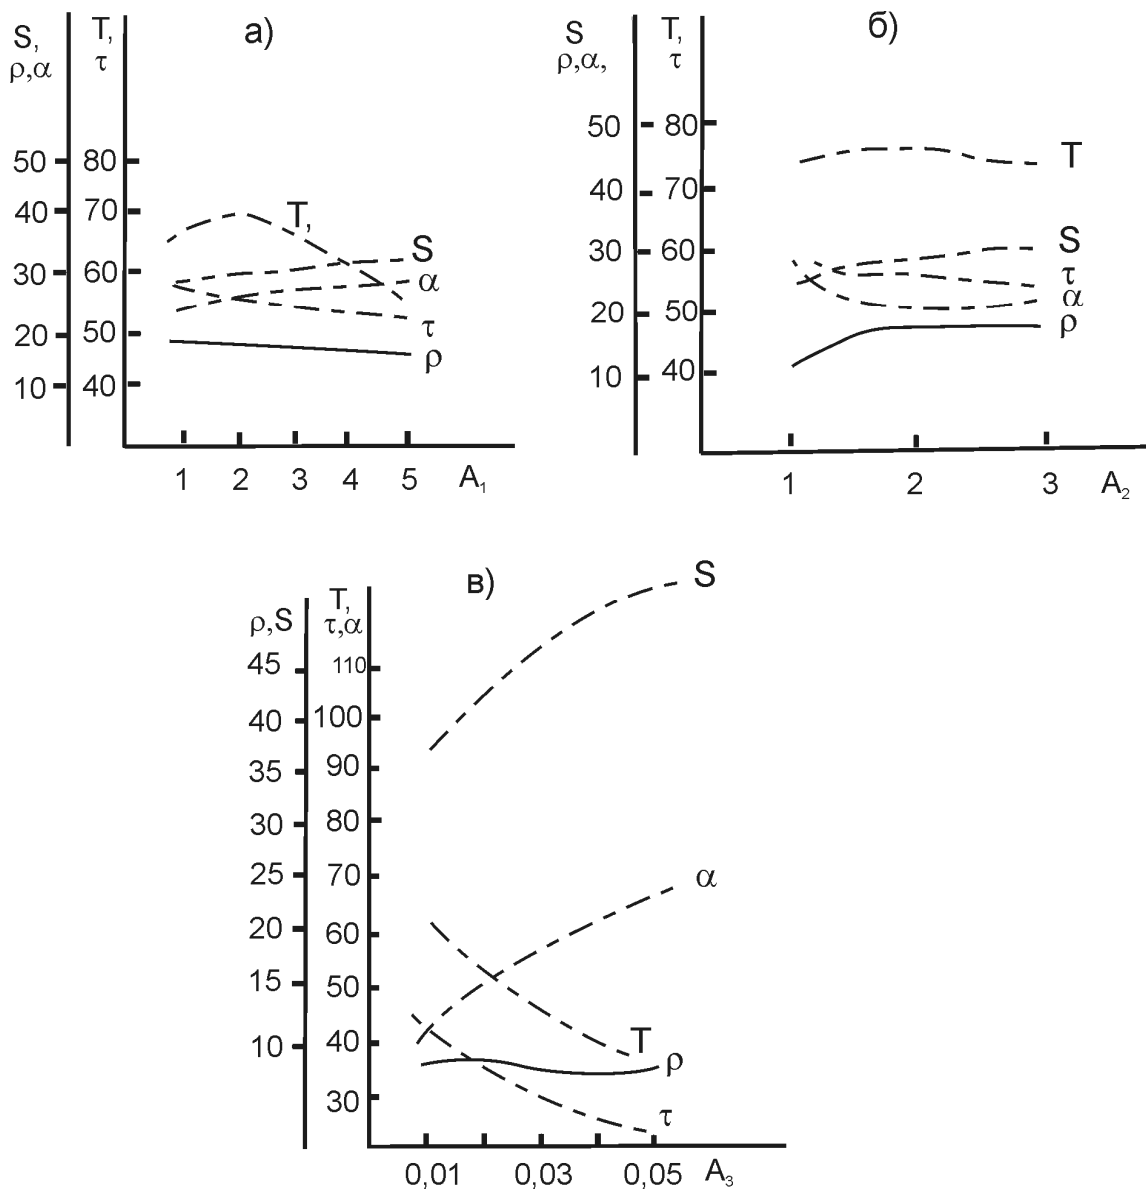 S, T, а)
ρ,α τ
50 80
40 70 T,
30 60 S
α
20 50 τ
ρ
10 40
1 2 3 4 5 A₁
S T, б)
ρ,α, τ
50 80
T
40 70
30 60 S
τ
20 50 α
ρ
10 40
1 2 3 A₂
в) S
ρ,S T,
τ,α
45 110
40 100
35 90
30 80
25 70 α
20 60
15 50
10 40 T
ρ
30 τ
0,01 0,03 0,05 A₃